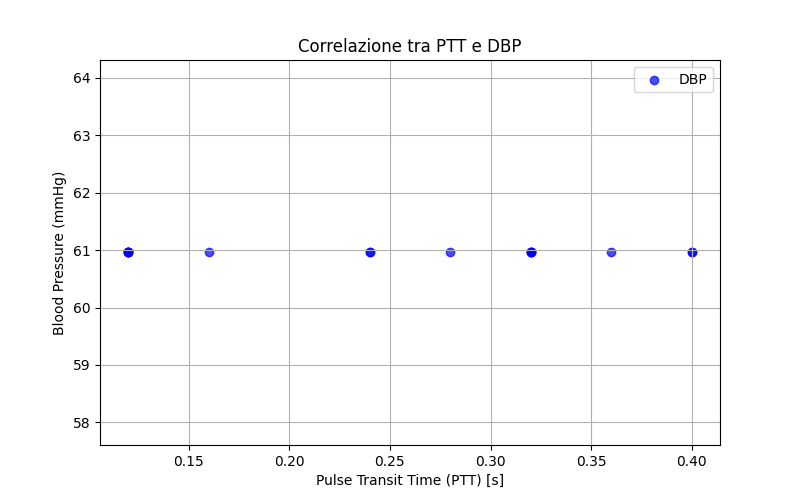 Correlazione tra PTT e DBP
DBP
64
63
62
61
60
59
58
Blood Pressure (mmHg)
0.15 0.20 0.25 0.30 0.35 0.40
Pulse Transit Time (PTT) [s]